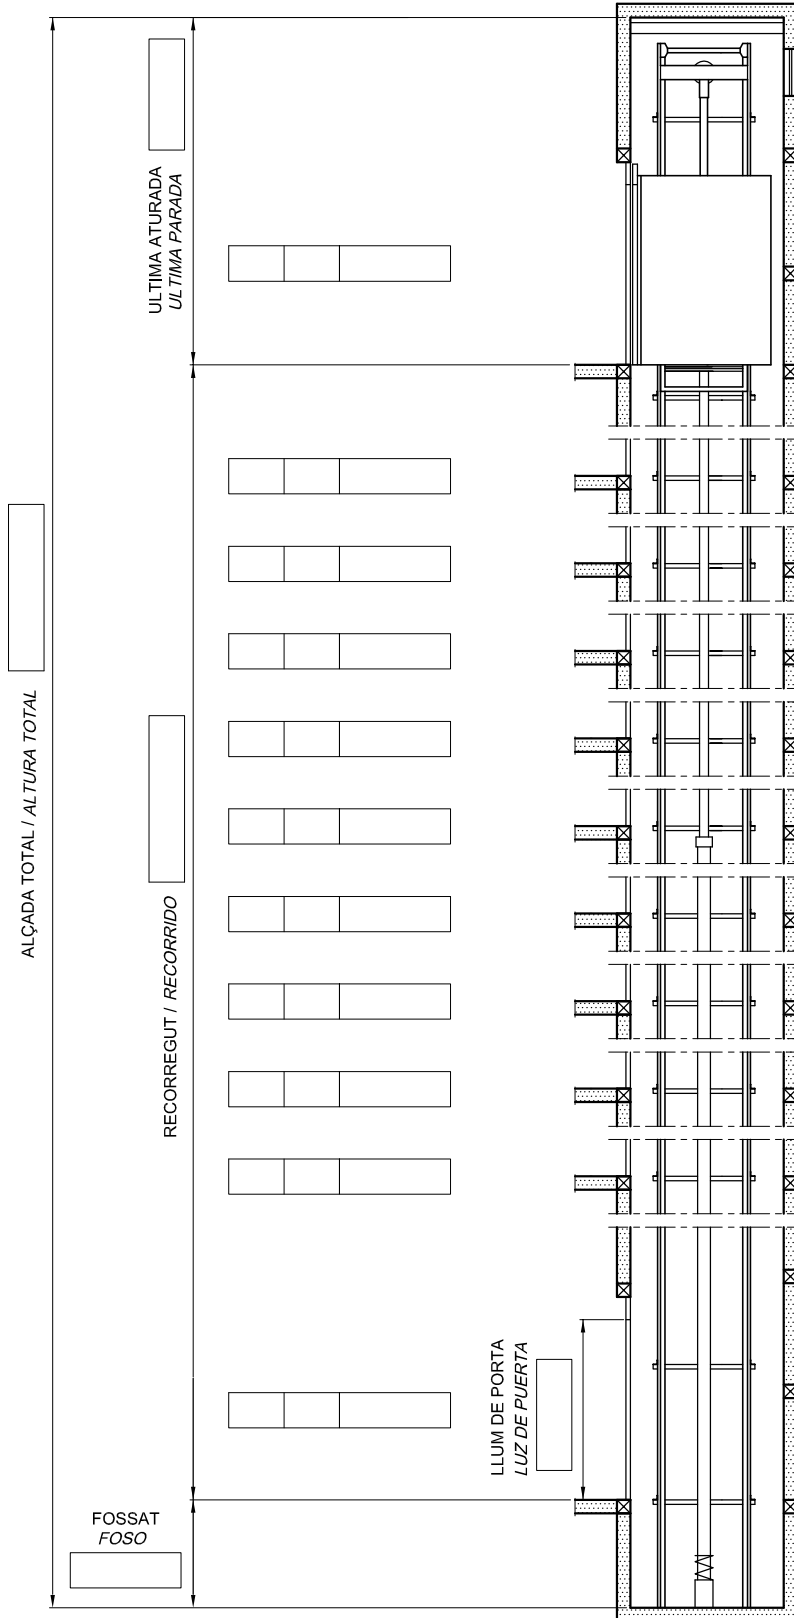 ULTIMA ATURADA
ULTIMA PARADA
ALÇADA TOTAL / ALTURA TOTAL
RECORREGUT / RECORRIDO
LLUM DE PORTA
LUZ DE PUERTA
FOSSAT
FOSO